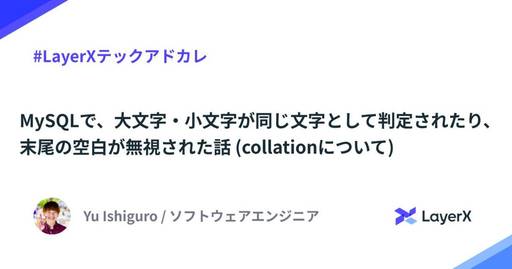 #LayerXテックアドカレ
MySQLで、大文字・小文字が同じ文字として判定されたり、
末尾の空白が無視された話 (collationについて)
Yu Ishiguro / ソフトウェアエンジニア
LayerX